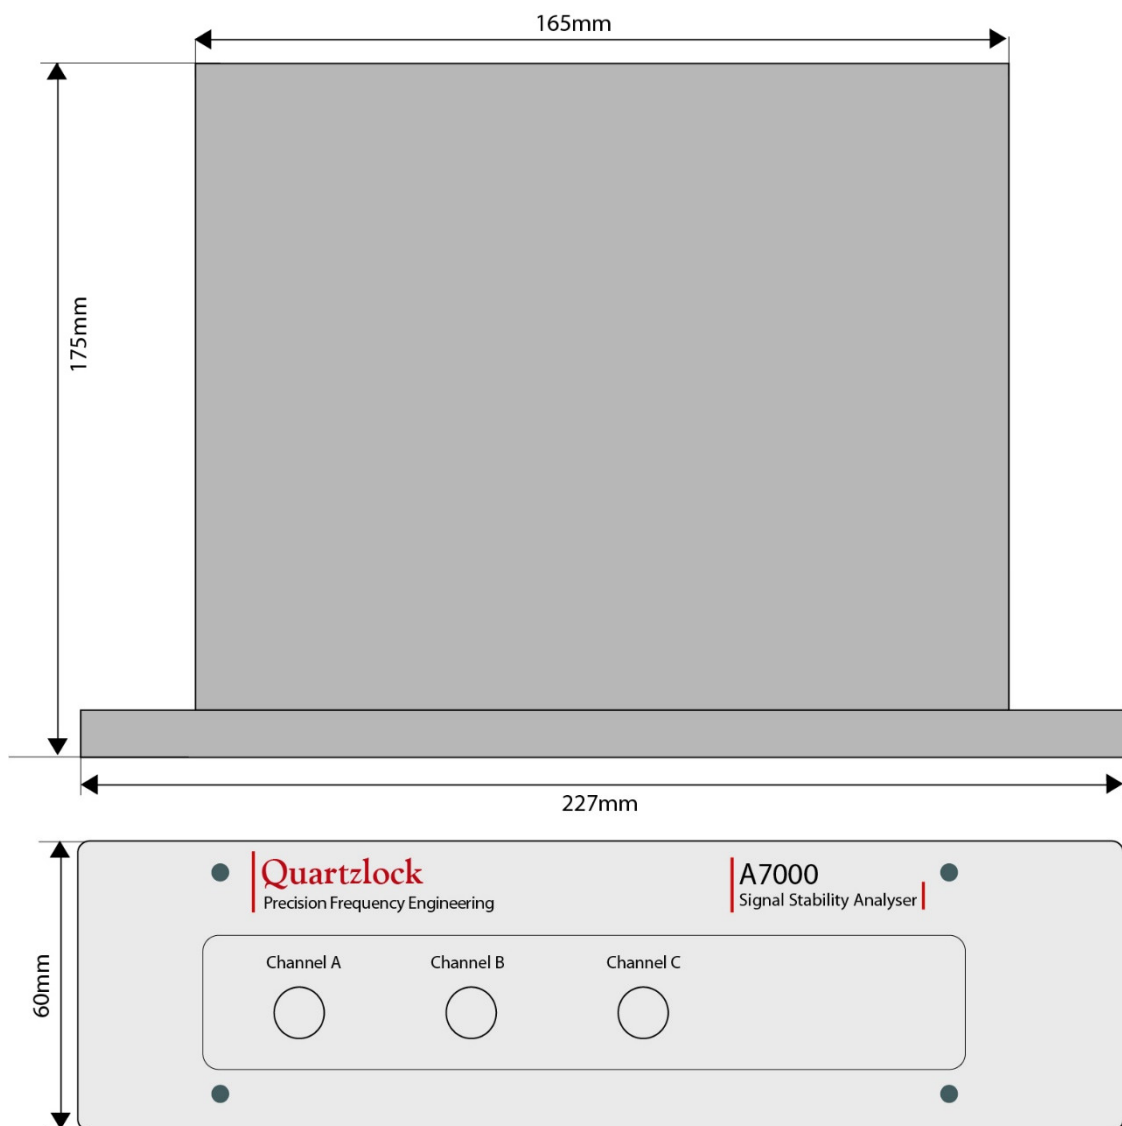 165mm
175mm
227mm
Quartzlock
Precision Frequency Engineering
A7000
Signal Stability Analyser
60mm
Channel A
Channel B
Channel C